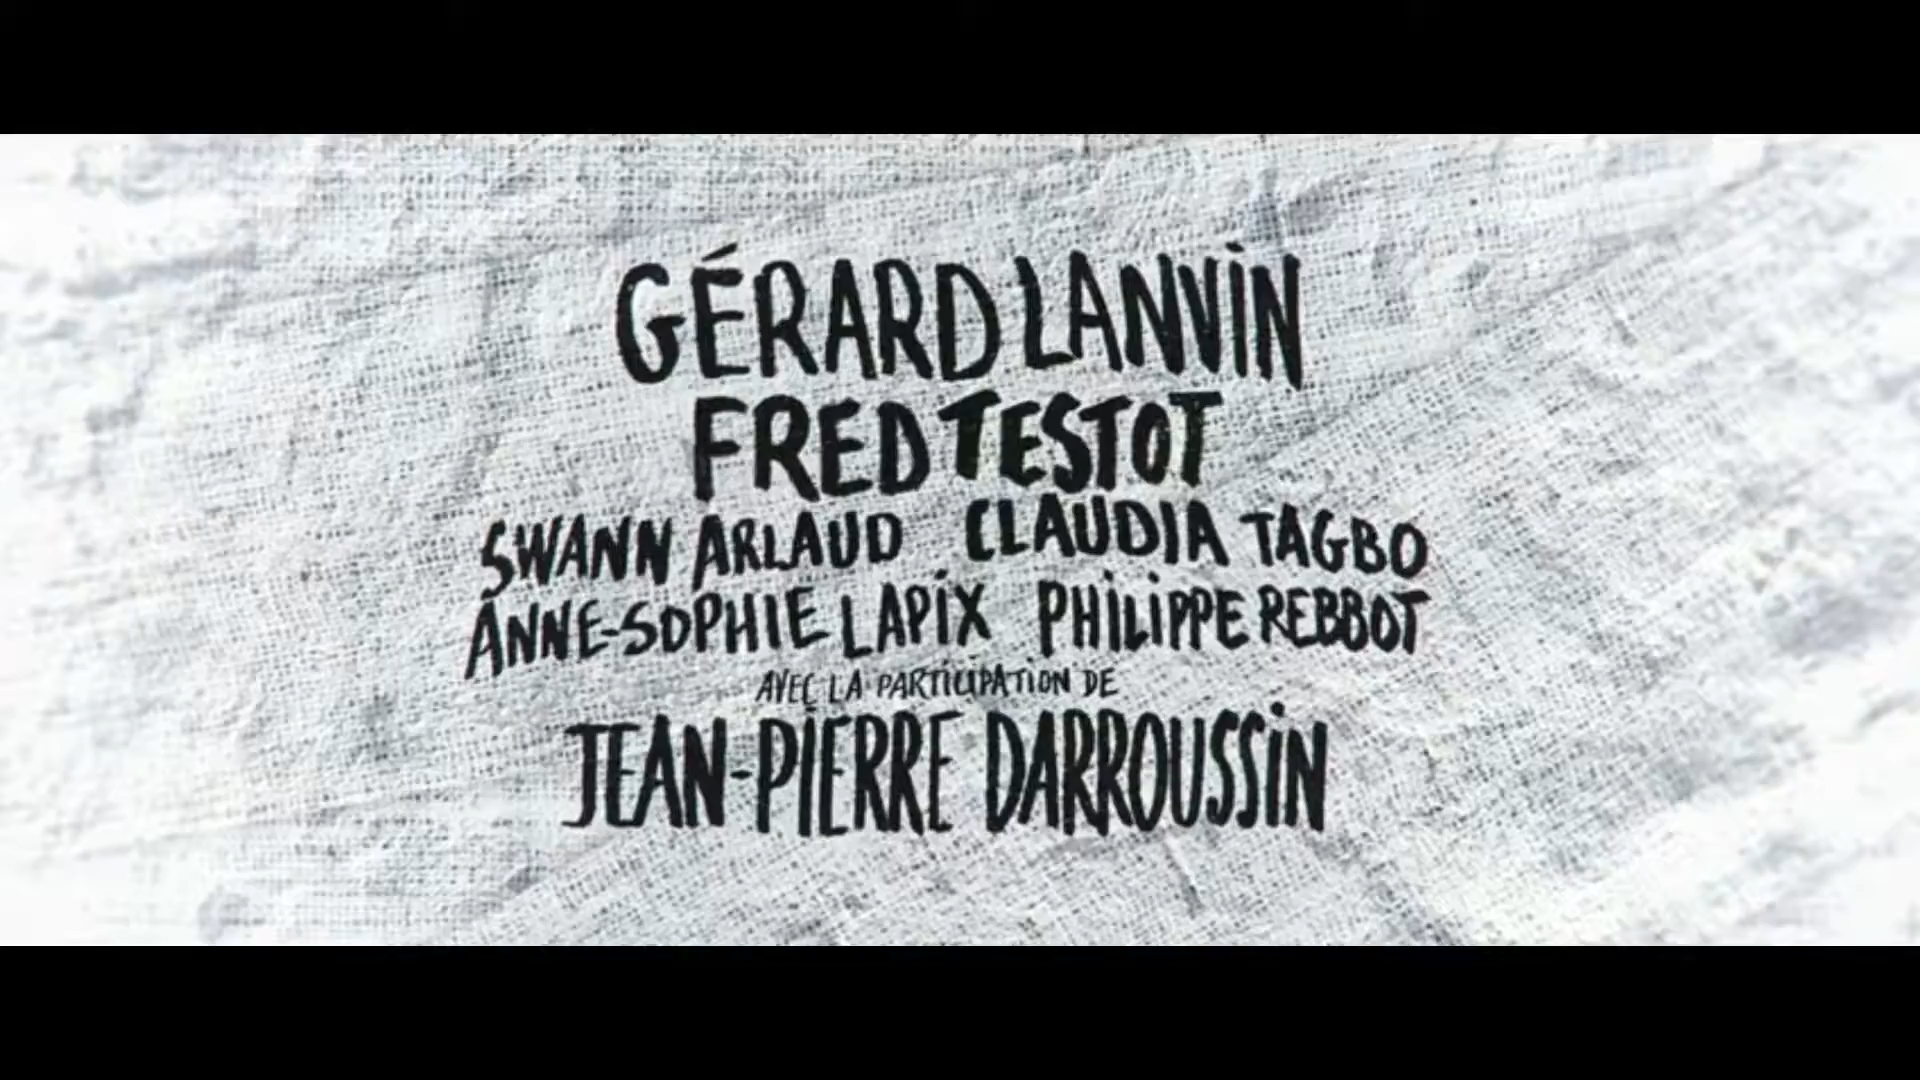 GÉRARD LANVIN
FRED TESTOT
SWANN ARLAUD CLAUDIA TAGBO
ANNE-SOPHIE LAPIX PHILIPPE REBBOT
AVEC LA PARTICIPATION DE
JEAN-PIERRE DARROUSSIN